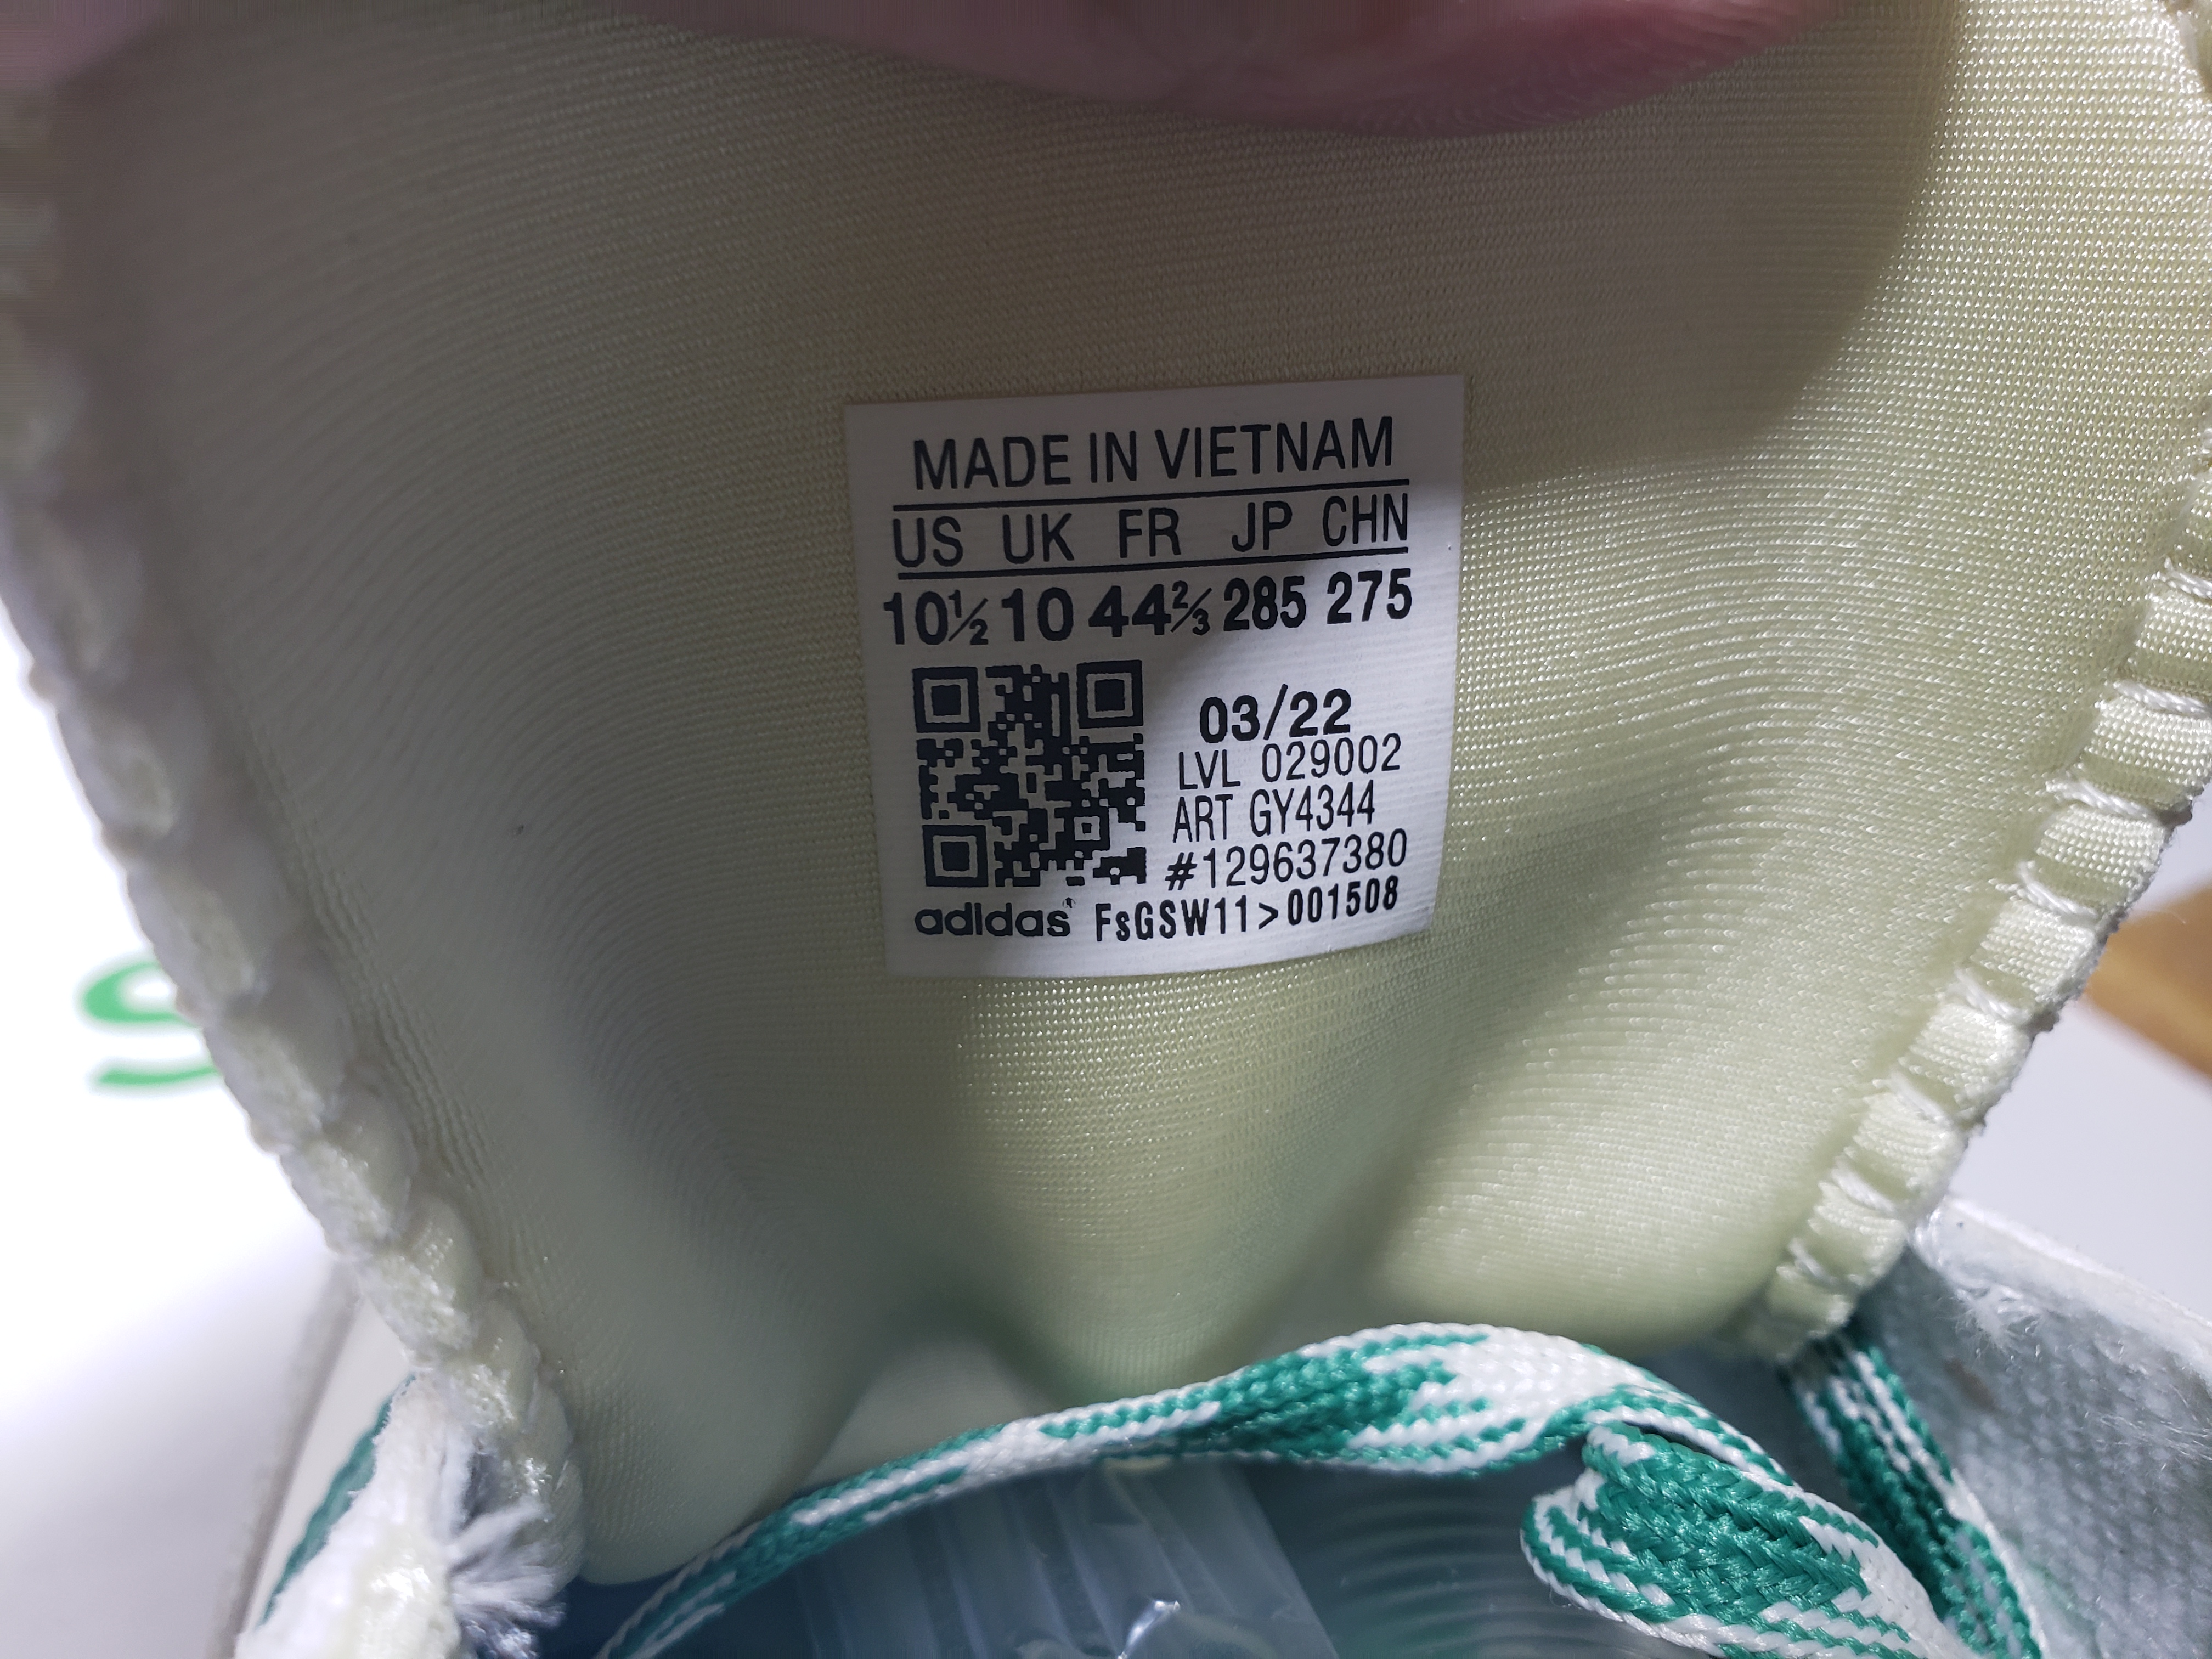 MADE IN VIETNAM
US UK FR JP CHN
10½ 10 44⅔ 285 275
03/22
LVL 029002
ART GY4344
#129637380
adidas FsGSW11>001508